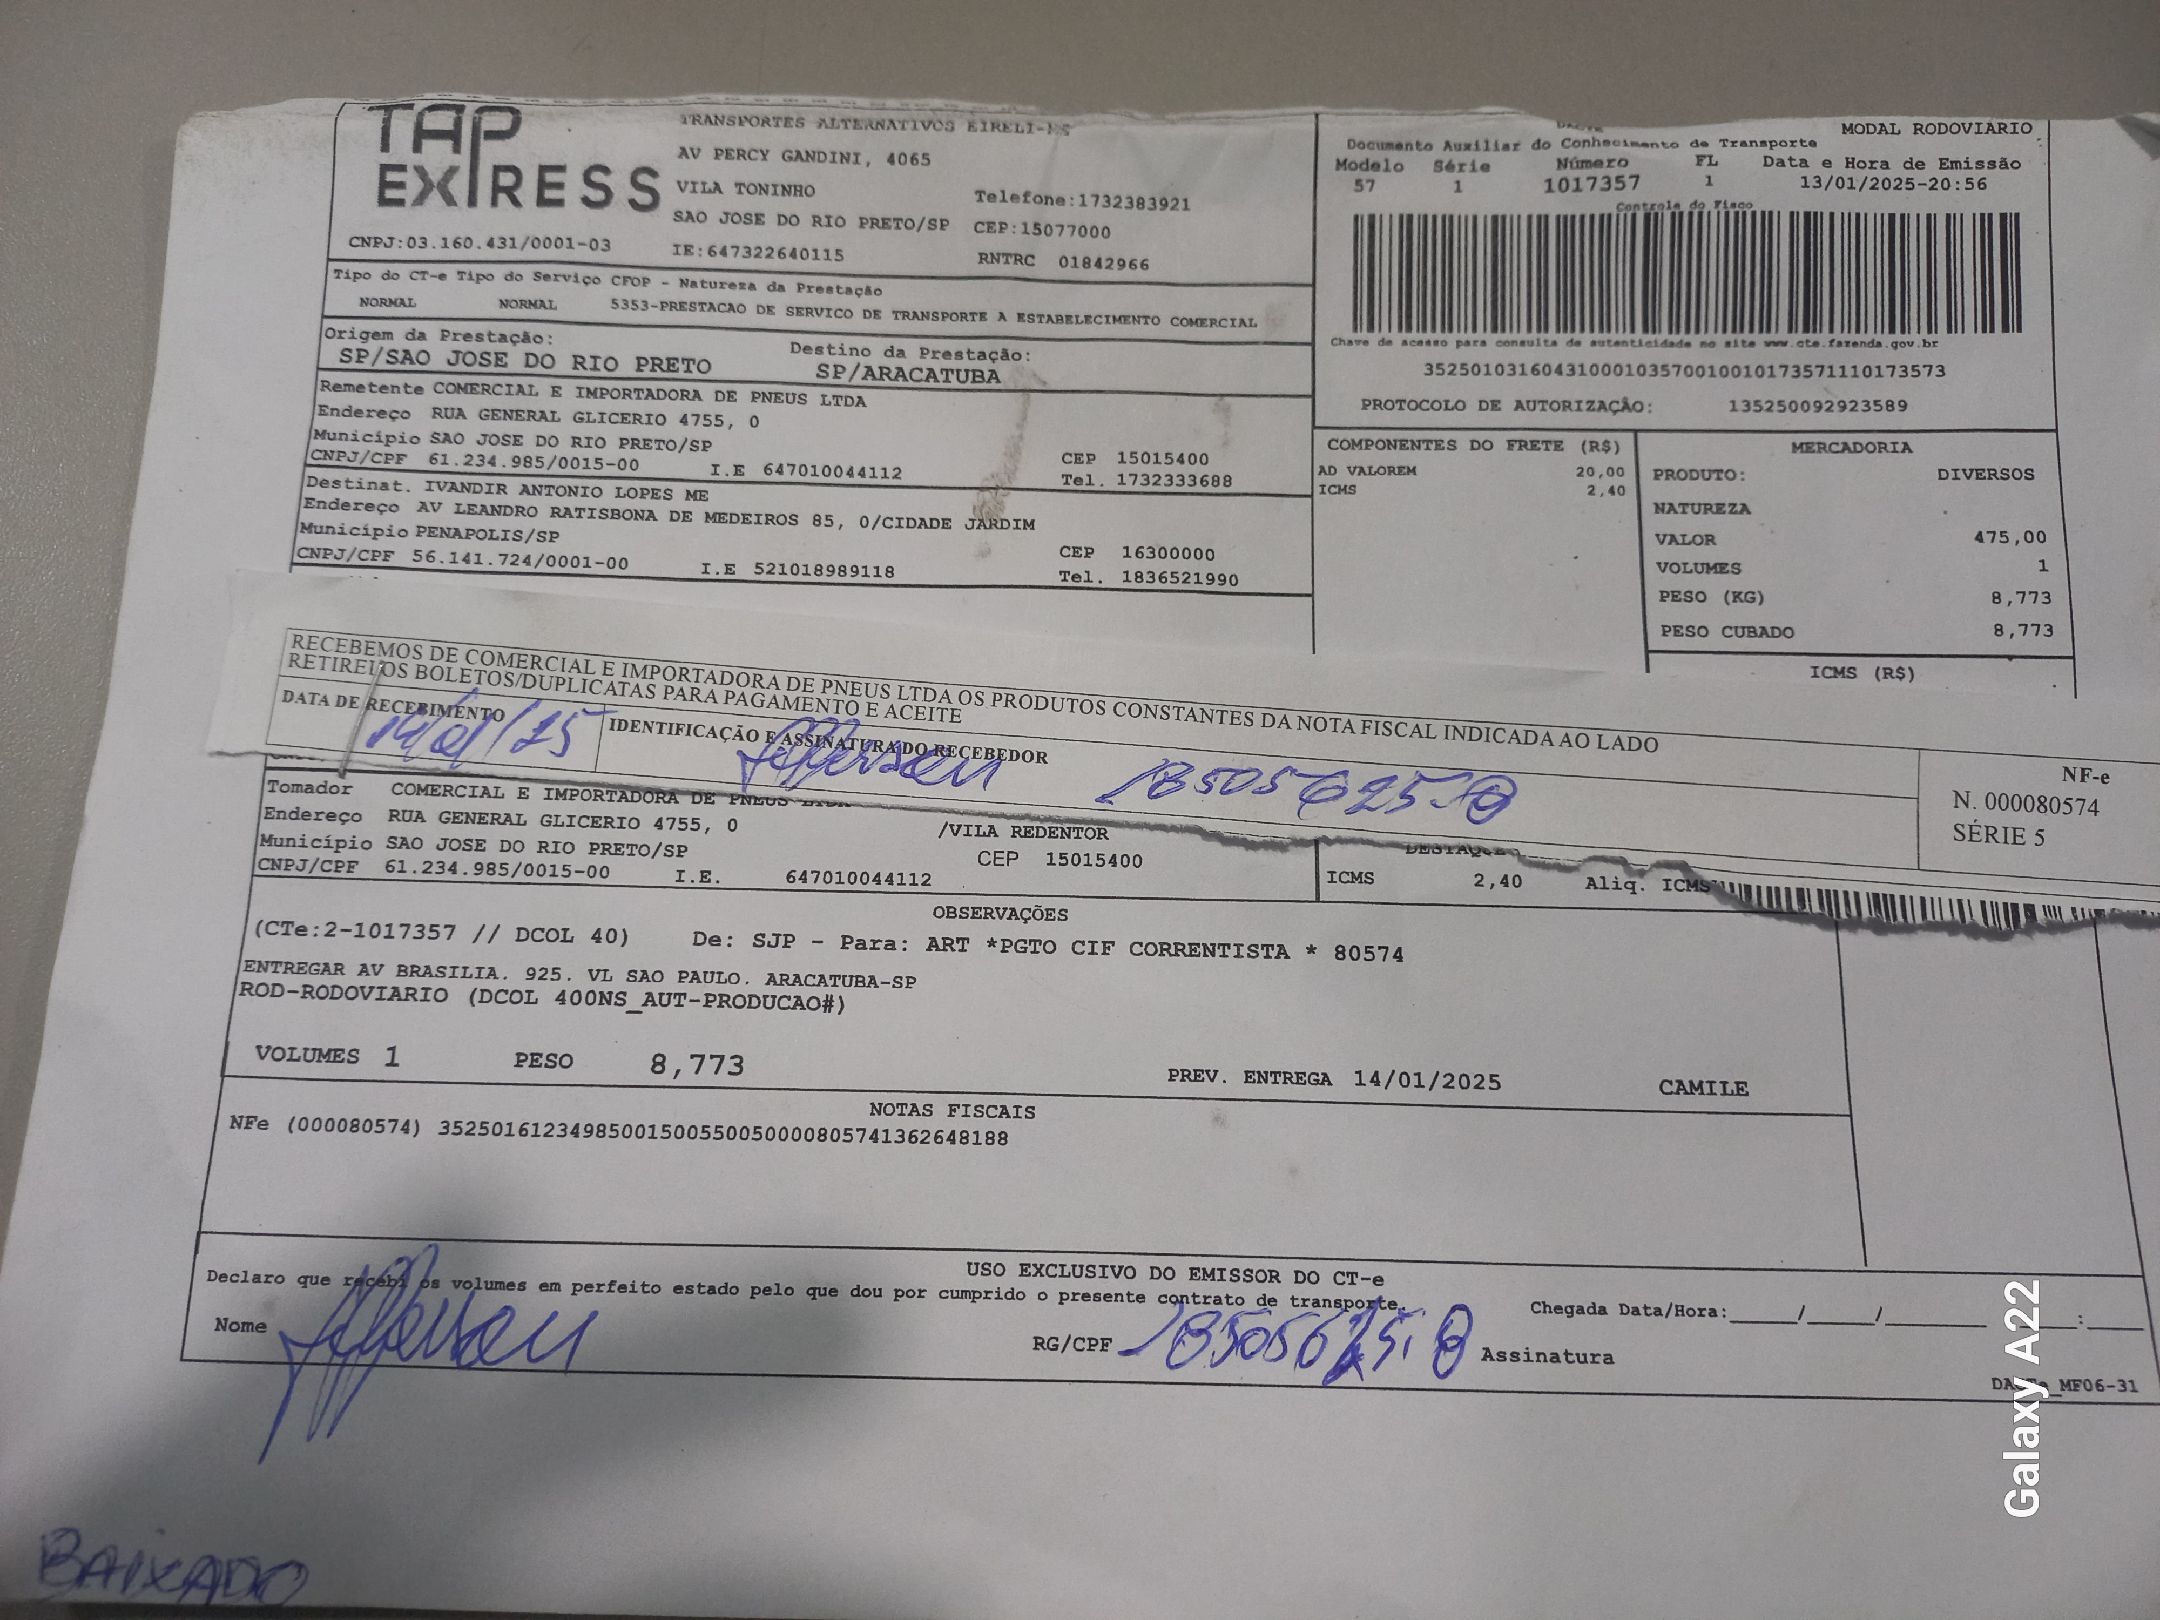 TAP EXPRESS
TRANSPORTES ALTERNATIVOS EIRELI-ME
AV PERCY GANDINI, 4065
VILA TONINHO
Telefone:1732383921
SAO JOSE DO RIO PRETO/SP CEP:15077000
CNPJ:03.160.431/0001-03 IE:647322640115 RNTRC 01842966
MODAL RODOVIÁRIO
Documento Auxiliar do Conhecimento de Transporte
Modelo Série Número FL Data e Hora de Emissão
57 1 1017357 1 13/01/2025-20:56
Controle do Fisco
Chave de acesso para consulta de autenticidade no site www.cte.fazenda.gov.br
35250103160431000103570010010173571110173573
PROTOCOLO DE AUTORIZAÇÃO: 135250092923589
Tipo do CT-e Tipo do Serviço CFOP - Natureza da Prestação
NORMAL NORMAL 5353-PRESTACAO DE SERVICO DE TRANSPORTE A ESTABELECIMENTO COMERCIAL
Origem da Prestação: Destino da Prestação:
SP/SAO JOSE DO RIO PRETO SP/ARACATUBA
Remetente COMERCIAL E IMPORTADORA DE PNEUS LTDA
Endereço RUA GENERAL GLICERIO 4755, 0
Município SAO JOSE DO RIO PRETO/SP CEP 15015400
CNPJ/CPF 61.234.985/0015-00 I.E 647010044112 Tel. 1732333688
Destinat. IVANDIR ANTONIO LOPES ME
Endereço AV LEANDRO RATISBONA DE MEDEIROS 85, 0/CIDADE JARDIM
Município PENAPOLIS/SP CEP 16300000
CNPJ/CPF 56.141.724/0001-00 I.E 521018989118 Tel. 1836521990
COMPONENTES DO FRETE (R$)
AD VALOREM 20,00
ICMS 2,40
MERCADORIA
PRODUTO: DIVERSOS
NATUREZA
VALOR 475,00
VOLUMES 1
PESO (KG) 8,773
PESO CUBADO 8,773
ICMS (R$)
RECEBEMOS DE COMERCIAL E IMPORTADORA DE PNEUS LTDA OS PRODUTOS CONSTANTES DA NOTA FISCAL INDICADA AO LADO
RETIREI OS BOLETOS/DUPLICATAS PARA PAGAMENTO E ACEITE
DATA DE RECEBIMENTO IDENTIFICAÇÃO E ASSINATURA DO RECEBEDOR
14/01/25 Jefferson
NF-e
N. 000080574
SÉRIE 5
Tomador COMERCIAL E IMPORTADORA DE PNEUS LTDA
Endereço RUA GENERAL GLICERIO 4755, 0 /VILA REDENTOR
Município SAO JOSE DO RIO PRETO/SP CEP 15015400
CNPJ/CPF 61.234.985/0015-00 I.E. 647010044112
ICMS 2,40 Aliq. ICMS
OBSERVAÇÕES
(CTe:2-1017357 // DCOL 40) De: SJP - Para: ART *PGTO CIF CORRENTISTA * 80574
ENTREGAR AV BRASILIA. 925. VL SAO PAULO. ARACATUBA-SP
ROD-RODOVIARIO (DCOL 400NS_AUT-PRODUCAO#)
VOLUMES 1 PESO 8,773 PREV. ENTREGA 14/01/2025 CAMILE
NOTAS FISCAIS
NFe (000080574) 35250161234985001500550050000805741362648188
USO EXCLUSIVO DO EMISSOR DO CT-e
Declaro que recebi os volumes em perfeito estado pelo que dou por cumprido o presente contrato de transporte.
Chegada Data/Hora:_____/_____/_______ ____:____
Nome Jefferson RG/CPF Assinatura
MF06-31
BAIXADO
Galaxy A22